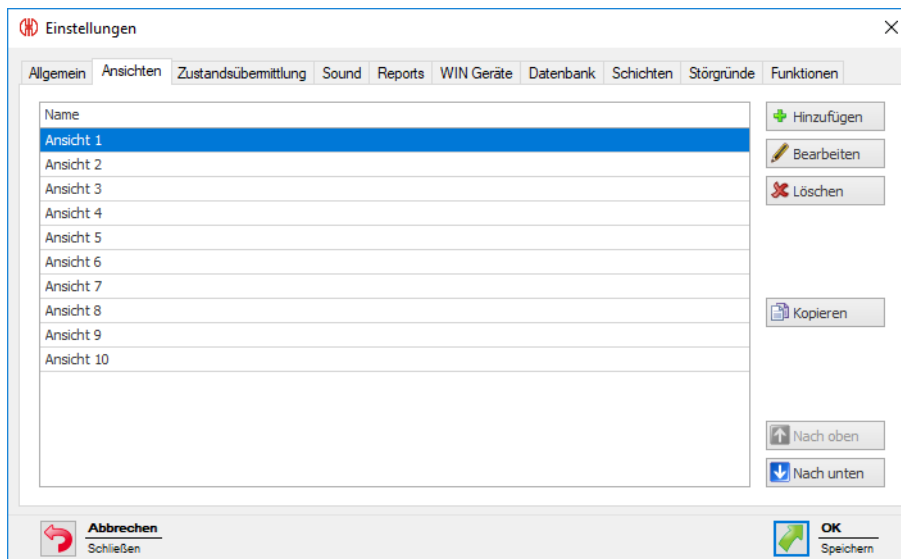 Einstellungen
Allgemein Ansichten Zustandsübermittlung Sound Reports WIN Geräte Datenbank Schichten Störgründe Funktionen
Name
Ansicht 1
Ansicht 2
Ansicht 3
Ansicht 4
Ansicht 5
Ansicht 6
Ansicht 7
Ansicht 8
Ansicht 9
Ansicht 10
Hinzufügen
Bearbeiten
Löschen
Kopieren
Nach oben
Nach unten
Abbrechen
Schließen
OK
Speichern